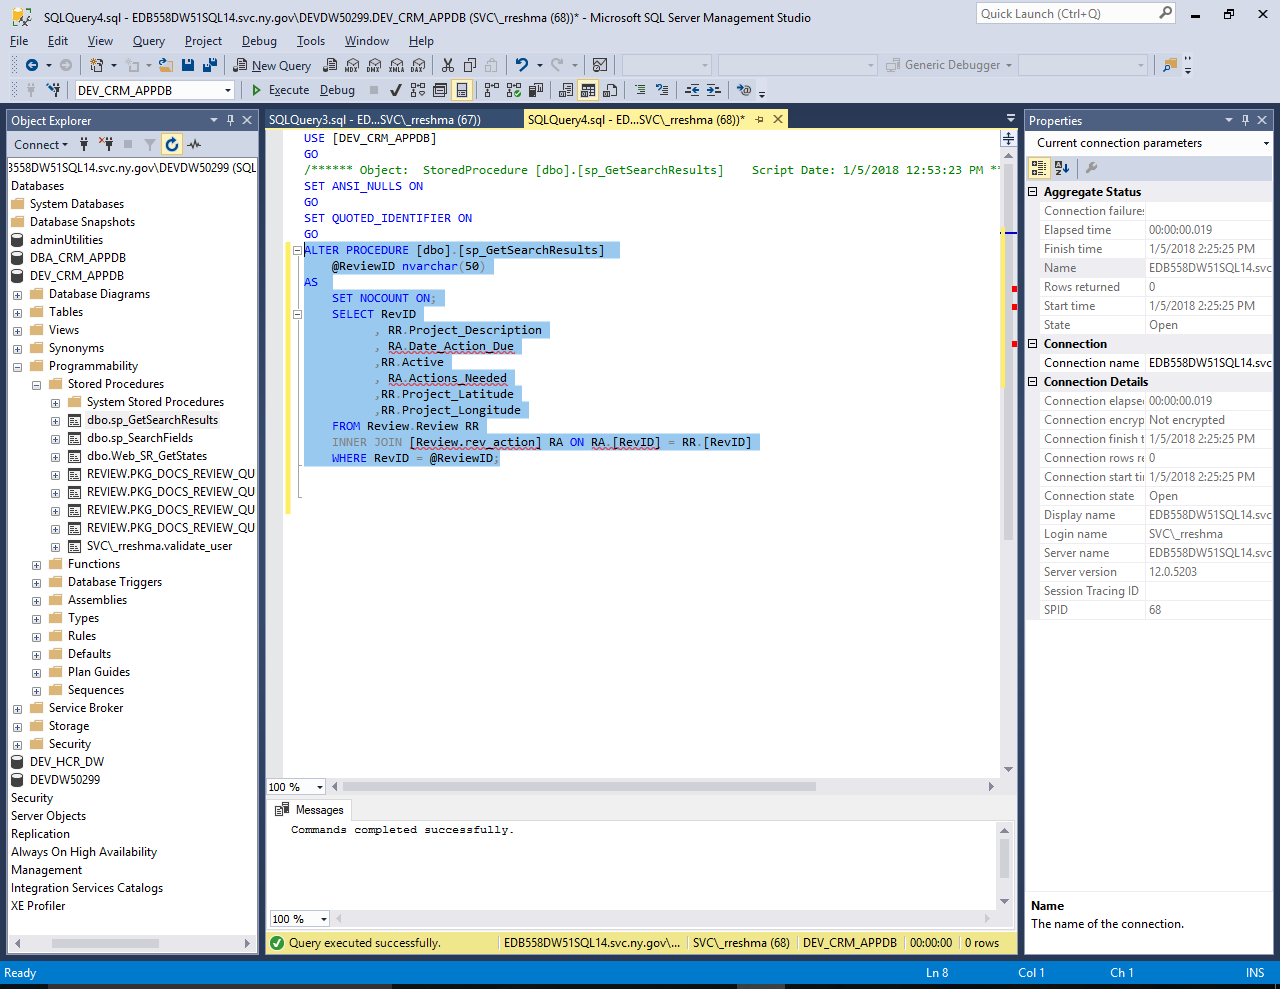 SQLQuery4.sql - EDB558DW51SQL14.svc.ny.gov\DEVDW50299.DEV_CRM_APPDB (SVC\_rreshma (68))* - Microsoft SQL Server Management Studio
Quick Launch (Ctrl+Q)
File Edit View Query Project Debug Tools Window Help
New Query MDX DMX XMLA DAX Generic Debugger
DEV_CRM_APPDB Execute Debug
Object Explorer
Connect
3558DW51SQL14.svc.ny.gov\DEVDW50299 (SQL
Databases
System Databases
Database Snapshots
adminUtilities
DBA_CRM_APPDB
DEV_CRM_APPDB
Database Diagrams
Tables
Views
Synonyms
Programmability
Stored Procedures
System Stored Procedures
dbo.sp_GetSearchResults
dbo.sp_SearchFields
dbo.Web_SR_GetStates
REVIEW.PKG_DOCS_REVIEW_QU
REVIEW.PKG_DOCS_REVIEW_QU
REVIEW.PKG_DOCS_REVIEW_QU
REVIEW.PKG_DOCS_REVIEW_QU
SVC\_rreshma.validate_user
Functions
Database Triggers
Assemblies
Types
Rules
Defaults
Plan Guides
Sequences
Service Broker
Storage
Security
DEV_HCR_DW
DEVDW50299
Security
Server Objects
Replication
Always On High Availability
Management
Integration Services Catalogs
XE Profiler
SQLQuery3.sql - ED...SVC\_rreshma (67))
SQLQuery4.sql - ED...SVC\_rreshma (68))*
USE [DEV_CRM_APPDB]
GO
/****** Object:  StoredProcedure [dbo].[sp_GetSearchResults]    Script Date: 1/5/2018 12:53:23 PM **
SET ANSI_NULLS ON
GO
SET QUOTED_IDENTIFIER ON
GO
ALTER PROCEDURE [dbo].[sp_GetSearchResults]
@ReviewID nvarchar(50)
AS
SET NOCOUNT ON;
SELECT RevID
, RR.Project_Description
, RA.Date_Action_Due
,RR.Active
, RA.Actions_Needed
,RR.Project_Latitude
,RR.Project_Longitude
FROM Review.Review RR
INNER JOIN [Review.rev_action] RA ON RA.[RevID] = RR.[RevID]
WHERE RevID = @ReviewID;
100 %
Messages
Commands completed successfully.
100 %
Query executed successfully. EDB558DW51SQL14.svc.ny.gov\... SVC\_rreshma (68) DEV_CRM_APPDB 00:00:00 0 rows
Properties
Current connection parameters
Aggregate Status
Connection failures
Elapsed time 00:00:00.019
Finish time 1/5/2018 2:25:25 PM
Name EDB558DW51SQL14.svc
Rows returned 0
Start time 1/5/2018 2:25:25 PM
State Open
Connection
Connection name EDB558DW51SQL14.svc
Connection Details
Connection elapse 00:00:00.019
Connection encryp Not encrypted
Connection finish t 1/5/2018 2:25:25 PM
Connection rows re 0
Connection start ti 1/5/2018 2:25:25 PM
Connection state Open
Display name EDB558DW51SQL14.svc
Login name SVC\_rreshma
Server name EDB558DW51SQL14.svc
Server version 12.0.5203
Session Tracing ID
SPID 68
Name
The name of the connection.
Ready Ln 8 Col 1 Ch 1 INS